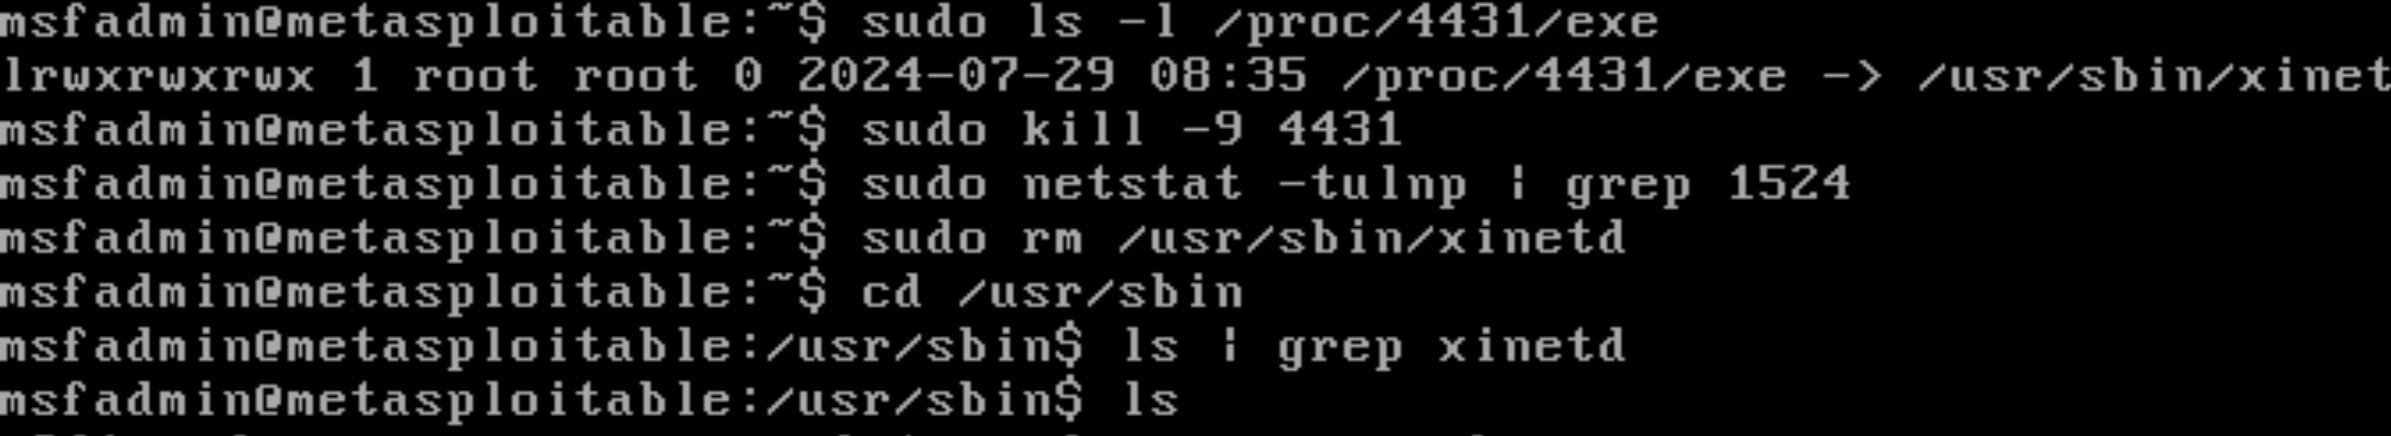 msfadmin@metasploitable:~$ sudo ls -l /proc/4431/exe
lrwxrwxrwx 1 root root 0 2024-07-29 08:35 /proc/4431/exe -> /usr/sbin/xinet
msfadmin@metasploitable:~$ sudo kill -9 4431
msfadmin@metasploitable:~$ sudo netstat -tulnp | grep 1524
msfadmin@metasploitable:~$ sudo rm /usr/sbin/xinetd
msfadmin@metasploitable:~$ cd /usr/sbin
msfadmin@metasploitable:/usr/sbin$ ls | grep xinetd
msfadmin@metasploitable:/usr/sbin$ ls